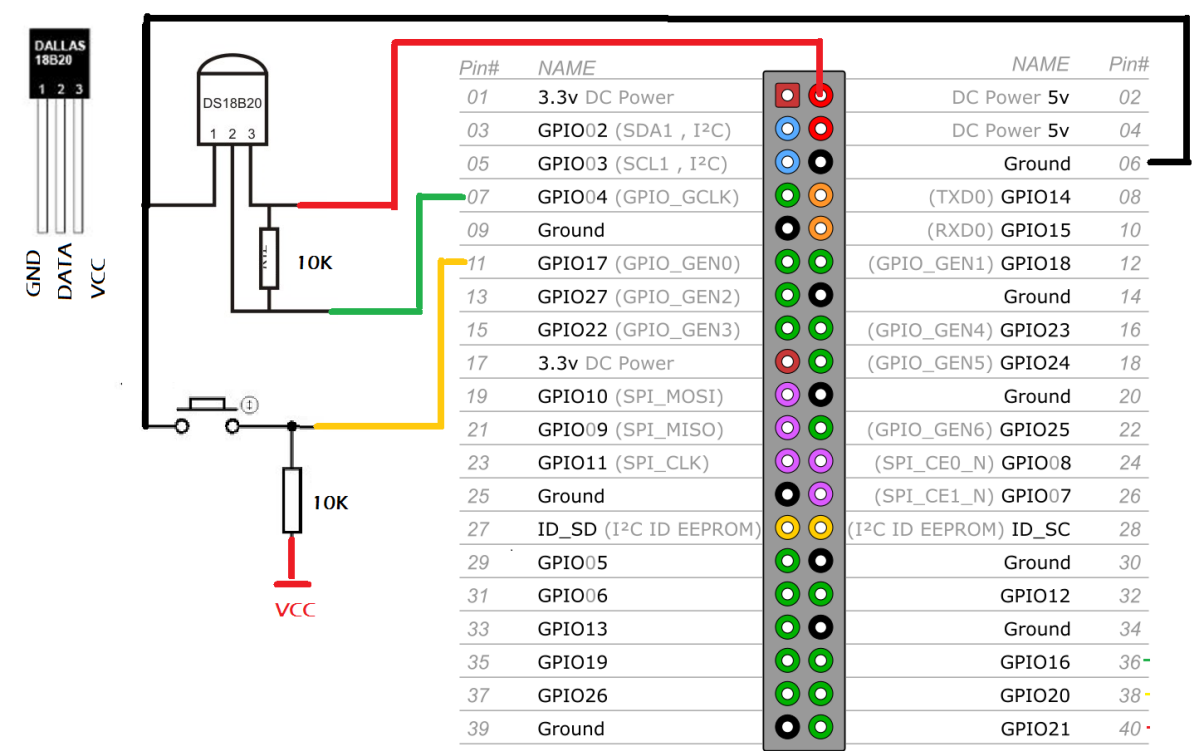 DALLAS
18B20
1 2 3
GND
DATA
VCC
DS18B20
1 2 3
10K
10K
VCC
Pin# NAME NAME Pin#
01 3.3v DC Power DC Power 5v 02
03 GPIO02 (SDA1 , I²C) DC Power 5v 04
05 GPIO03 (SCL1 , I²C) Ground 06
07 GPIO04 (GPIO_GCLK) (TXD0) GPIO14 08
09 Ground (RXD0) GPIO15 10
11 GPIO17 (GPIO_GEN0) (GPIO_GEN1) GPIO18 12
13 GPIO27 (GPIO_GEN2) Ground 14
15 GPIO22 (GPIO_GEN3) (GPIO_GEN4) GPIO23 16
17 3.3v DC Power (GPIO_GEN5) GPIO24 18
19 GPIO10 (SPI_MOSI) Ground 20
21 GPIO09 (SPI_MISO) (GPIO_GEN6) GPIO25 22
23 GPIO11 (SPI_CLK) (SPI_CE0_N) GPIO08 24
25 Ground (SPI_CE1_N) GPIO07 26
27 ID_SD (I²C ID EEPROM) (I²C ID EEPROM) ID_SC 28
29 GPIO05 Ground 30
31 GPIO06 GPIO12 32
33 GPIO13 Ground 34
35 GPIO19 GPIO16 36
37 GPIO26 GPIO20 38
39 Ground GPIO21 40